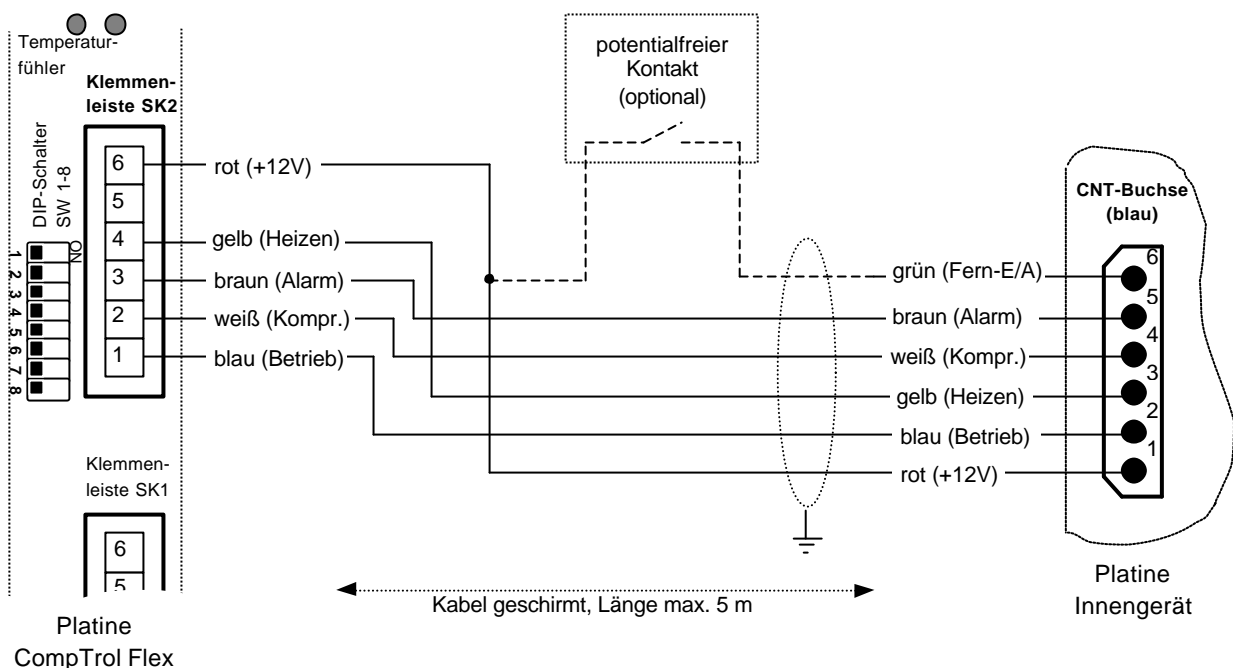 Temperatur-
fühler
Klemmen-
leiste SK2
DIP-Schalter
SW 1-8
NO
1
2
3
4
5
6
7
8
6
5
4
3
2
1
rot (+12V)
gelb (Heizen)
braun (Alarm)
weiß (Kompr.)
blau (Betrieb)
potentialfreier
Kontakt
(optional)
CNT-Buchse
(blau)
grün (Fern-E/A)
braun (Alarm)
weiß (Kompr.)
gelb (Heizen)
blau (Betrieb)
rot (+12V)
6
5
4
3
2
1
Klemmen-
leiste SK1
6
5
Kabel geschirmt, Länge max. 5 m
Platine
CompTrol Flex
Platine
Innengerät